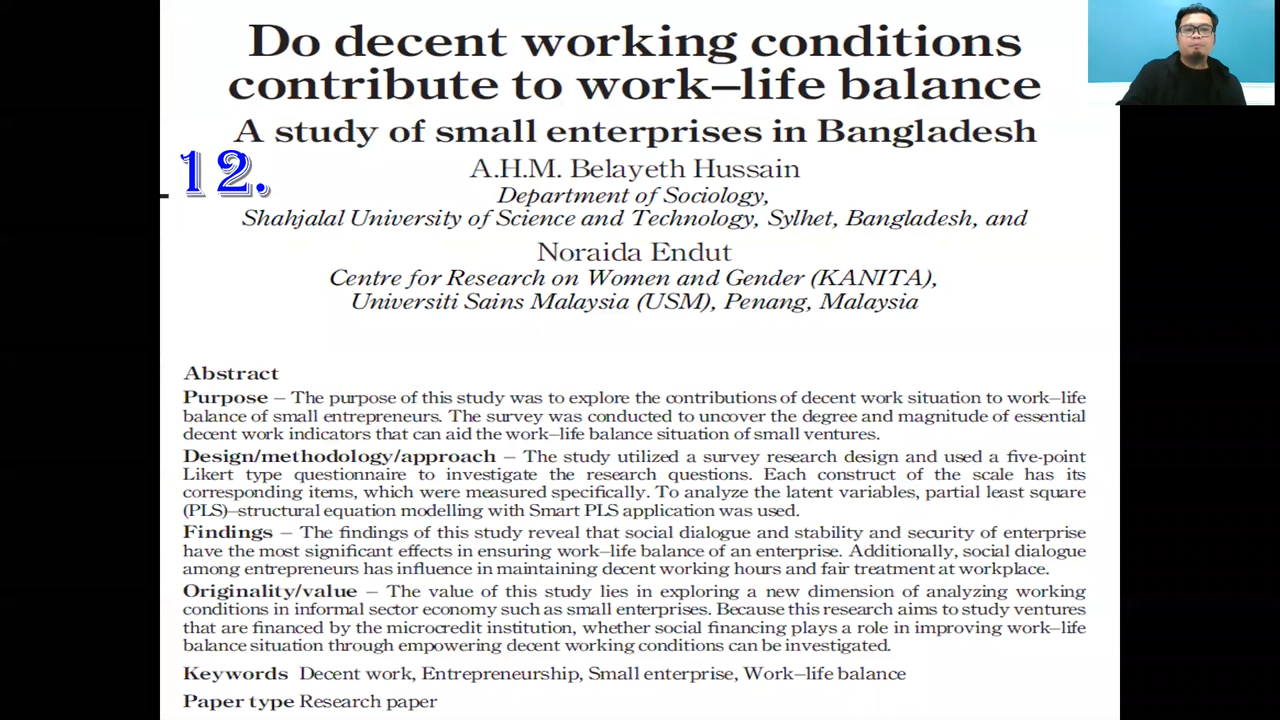 Do decent working conditions
contribute to work–life balance
A study of small enterprises in Bangladesh
12.
A.H.M. Belayeth Hussain
Department of Sociology,
Shahjalal University of Science and Technology, Sylhet, Bangladesh, and
Noraida Endut
Centre for Research on Women and Gender (KANITA),
Universiti Sains Malaysia (USM), Penang, Malaysia
Abstract
Purpose – The purpose of this study was to explore the contributions of decent work situation to work–life
balance of small entrepreneurs. The survey was conducted to uncover the degree and magnitude of essential
decent work indicators that can aid the work–life balance situation of small ventures.
Design/methodology/approach – The study utilized a survey research design and used a five-point
Likert type questionnaire to investigate the research questions. Each construct of the scale has its
corresponding items, which were measured specifically. To analyze the latent variables, partial least square
(PLS)–structural equation modelling with Smart PLS application was used.
Findings – The findings of this study reveal that social dialogue and stability and security of enterprise
have the most significant effects in ensuring work–life balance of an enterprise. Additionally, social dialogue
among entrepreneurs has influence in maintaining decent working hours and fair treatment at workplace.
Originality/value – The value of this study lies in exploring a new dimension of analyzing working
conditions in informal sector economy such as small enterprises. Because this research aims to study ventures
that are financed by the microcredit institution, whether social financing plays a role in improving work–life
balance situation through empowering decent working conditions can be investigated.
Keywords Decent work, Entrepreneurship, Small enterprise, Work–life balance
Paper type Research paper